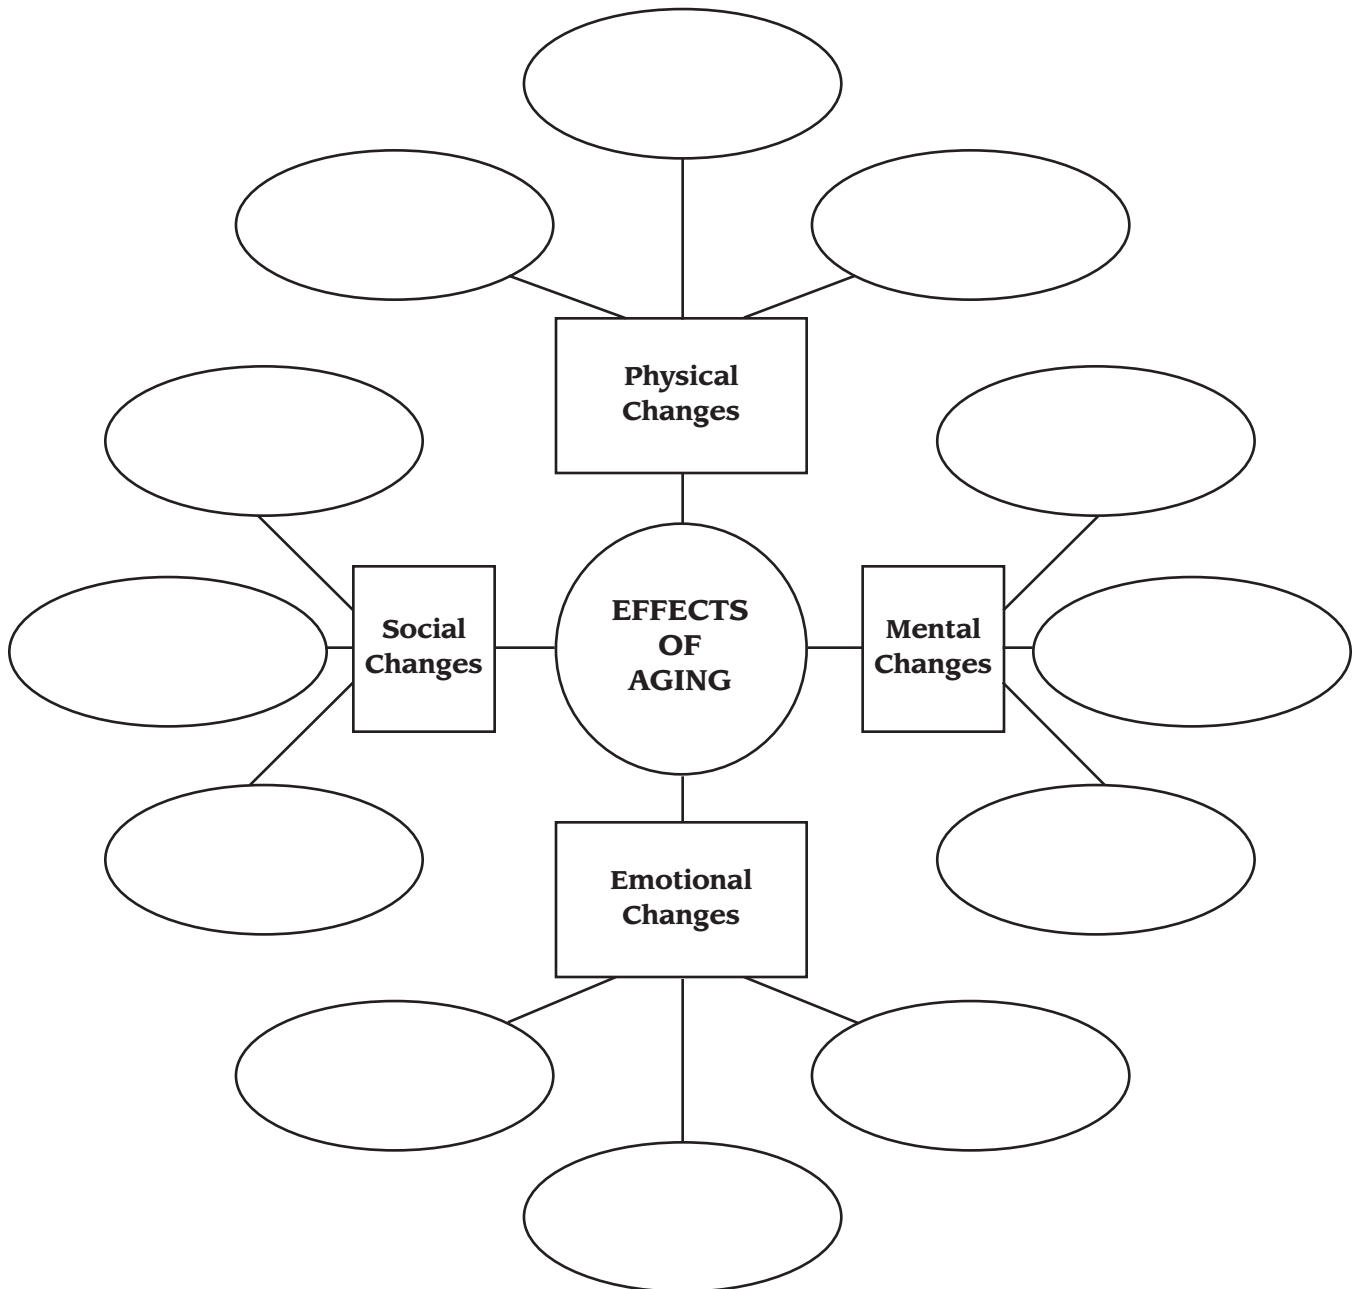 Physical
Changes
EFFECTS
OF
AGING
Social
Changes
Mental
Changes
Emotional
Changes